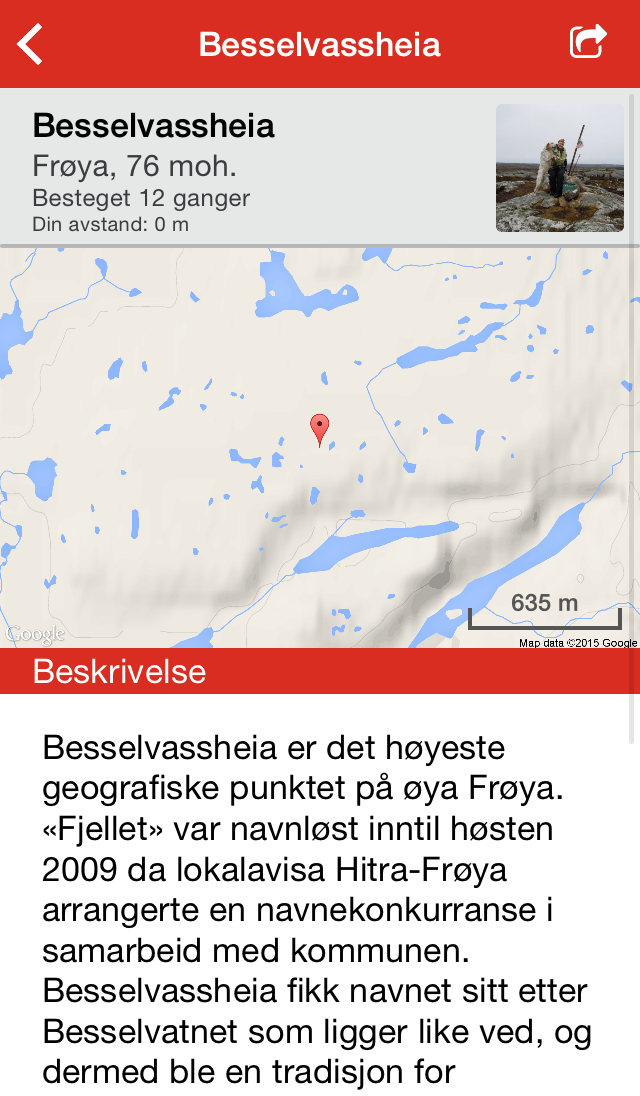 Besselvassheia
Besselvassheia
Frøya, 76 moh.
Besteget 12 ganger
Din avstand: 0 m
635 m
Google
Map data ©2015 Google
Beskrivelse
Besselvassheia er det høyeste
geografiske punktet på øya Frøya.
«Fjellet» var navnløst inntil høsten
2009 da lokalavisa Hitra-Frøya
arrangerte en navnekonkurranse i
samarbeid med kommunen.
Besselvassheia fikk navnet sitt etter
Besselvatnet som ligger like ved, og
dermed ble en tradisjon for